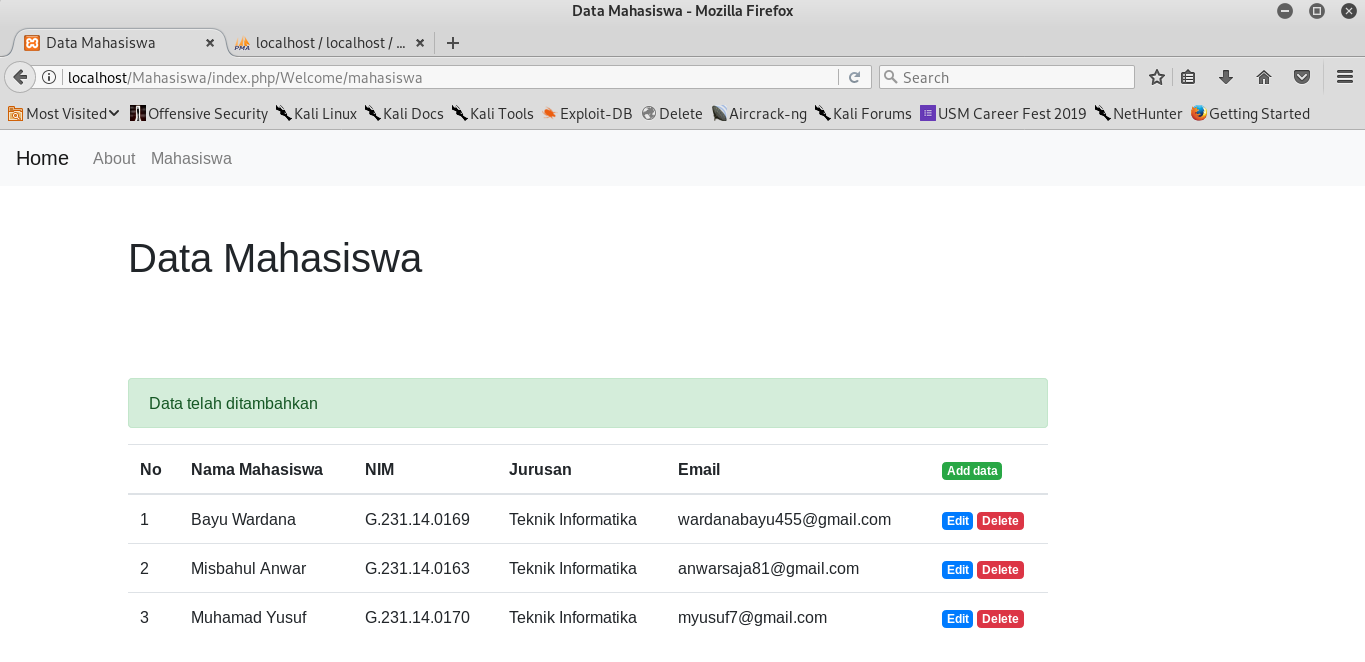 Data Mahasiswa - Mozilla Firefox
Data Mahasiswa PMA localhost / localhost / ...
localhost/Mahasiswa/index.php/Welcome/mahasiswa Search
Most Visited Offensive Security Kali Linux Kali Docs Kali Tools Exploit-DB Delete Aircrack-ng Kali Forums USM Career Fest 2019 NetHunter Getting Started
Home About Mahasiswa
Data Mahasiswa
Data telah ditambahkan
No Nama Mahasiswa NIM Jurusan Email Add data
1 Bayu Wardana G.231.14.0169 Teknik Informatika wardanabayu455@gmail.com Edit Delete
2 Misbahul Anwar G.231.14.0163 Teknik Informatika anwarsaja81@gmail.com Edit Delete
3 Muhamad Yusuf G.231.14.0170 Teknik Informatika myusuf7@gmail.com Edit Delete